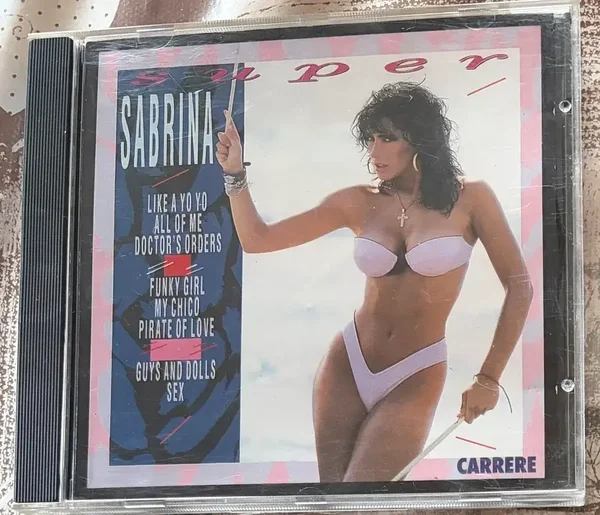 super
SABRINA
LIKE A YO YO
ALL OF ME
DOCTOR'S ORDERS
FUNKY GIRL
MY CHICO
PIRATE OF LOVE
GUYS AND DOLLS
SEX
CARRERE